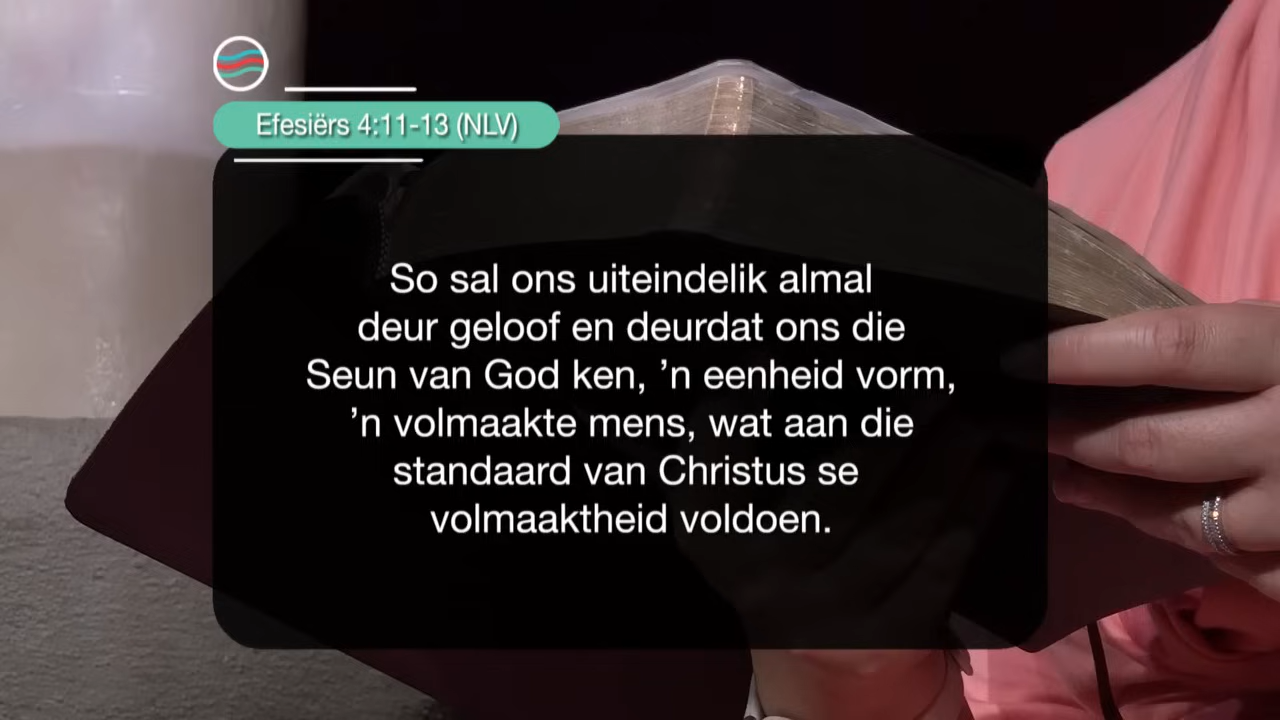 Efesiërs 4:11-13 (NLV)
So sal ons uiteindelik almal
deur geloof en deurdat ons die
Seun van God ken, ’n eenheid vorm,
’n volmaakte mens, wat aan die
standaard van Christus se
volmaaktheid voldoen.